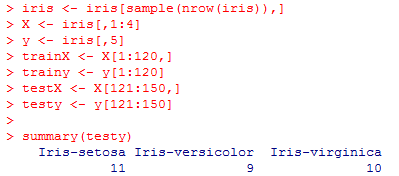 > iris <- iris[sample(nrow(iris)),]
> X <- iris[,1:4]
> y <- iris[,5]
> trainX <- X[1:120,]
> trainy <- y[1:120]
> testX <- X[121:150,]
> testy <- y[121:150]
>
> summary(testy)
Iris-setosa Iris-versicolor Iris-virginica
11 9 10